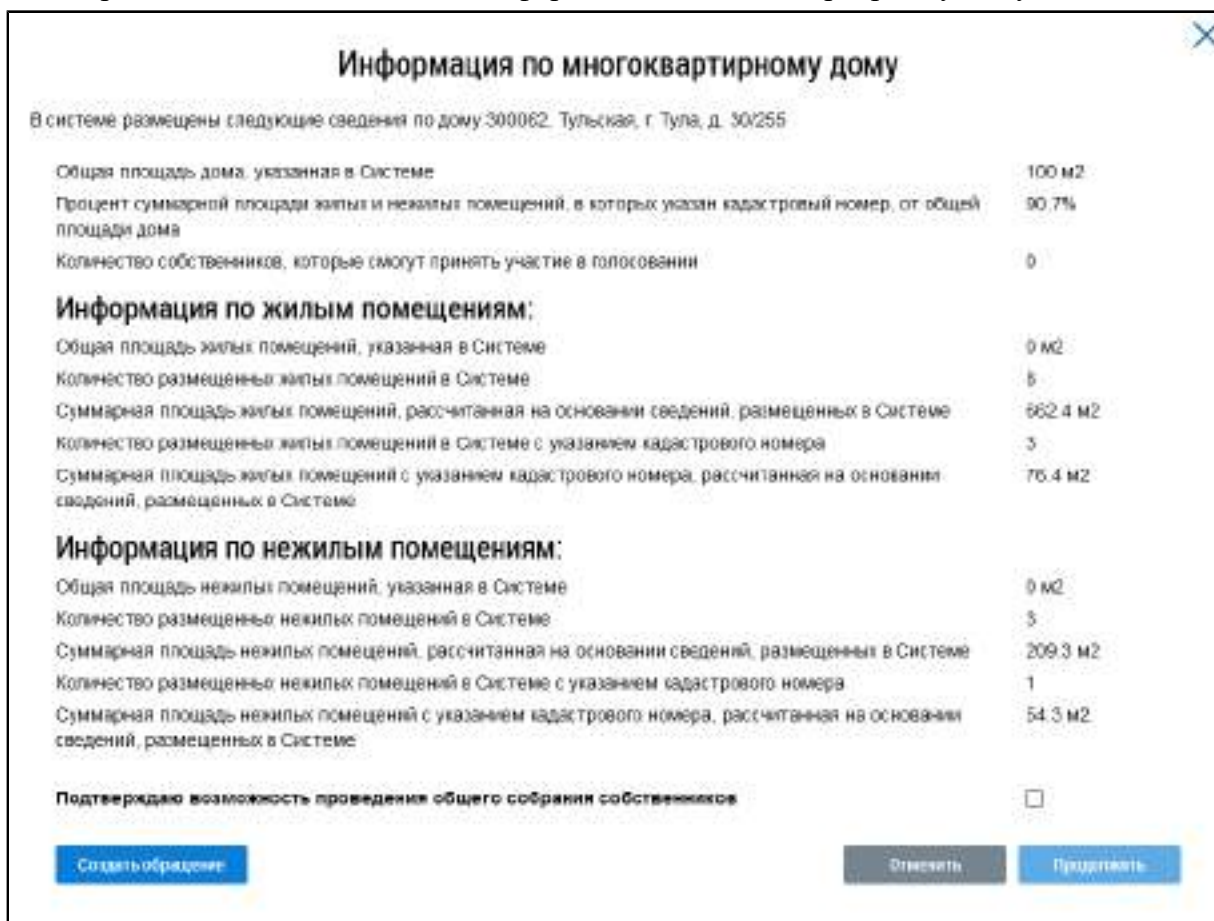 Информация по многоквартирному дому
В системе размещены следующие сведения по дому 300062, Тульская, г. Тула, д. 30/255
Общая площадь дома, указанная в Системе 100 м2
Процент суммарной площади жилых и нежилых помещений, в которых указан кадастровый номер, от общей 90.7%
площади дома
Количество собственников, которые смогут принять участие в голосовании 0
Информация по жилым помещениям:
Общая площадь жилых помещений, указанная в Системе 0 м2
Количество размещенных жилых помещений в Системе
Суммарная площадь жилых помещений, рассчитанная на основании сведений, размещенных в Системе 662.4 м2
Количество размещенных жилых помещений в Системе с указанием кадастрового номера 3
Суммарная площадь жилых помещений с указанием кадастрового номера, рассчитанная на основании 76.4 м2
сведений, размещенных в Системе
Информация по нежилым помещениям:
Общая площадь нежилых помещений, указанная в Системе 0 м2
Количество размещенных нежилых помещений в Системе 3
Суммарная площадь нежилых помещений, рассчитанная на основании сведений, размещенных в Системе 209.3 м2
Количество размещенных нежилых помещений в Системе с указанием кадастрового номера 1
Суммарная площадь нежилых помещений с указанием кадастрового номера, рассчитанная на основании 54.3 м2
сведений, размещенных в Системе
Подтверждаю возможность проведения общего собрания собственников
Создать обращение Отменить Продолжить